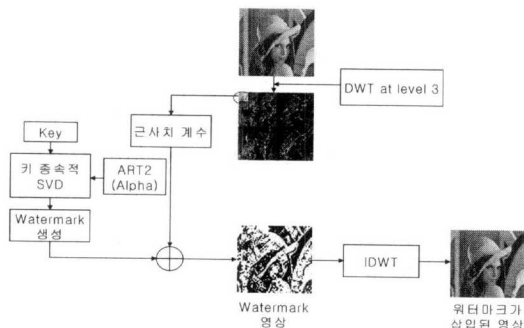 DWT at level 3
Key
근사치 계수
키 종속적
SVD
ART2
(Alpha)
Watermark
생성
IDWT
Watermark
영상
워터마크가
삽입된 영상